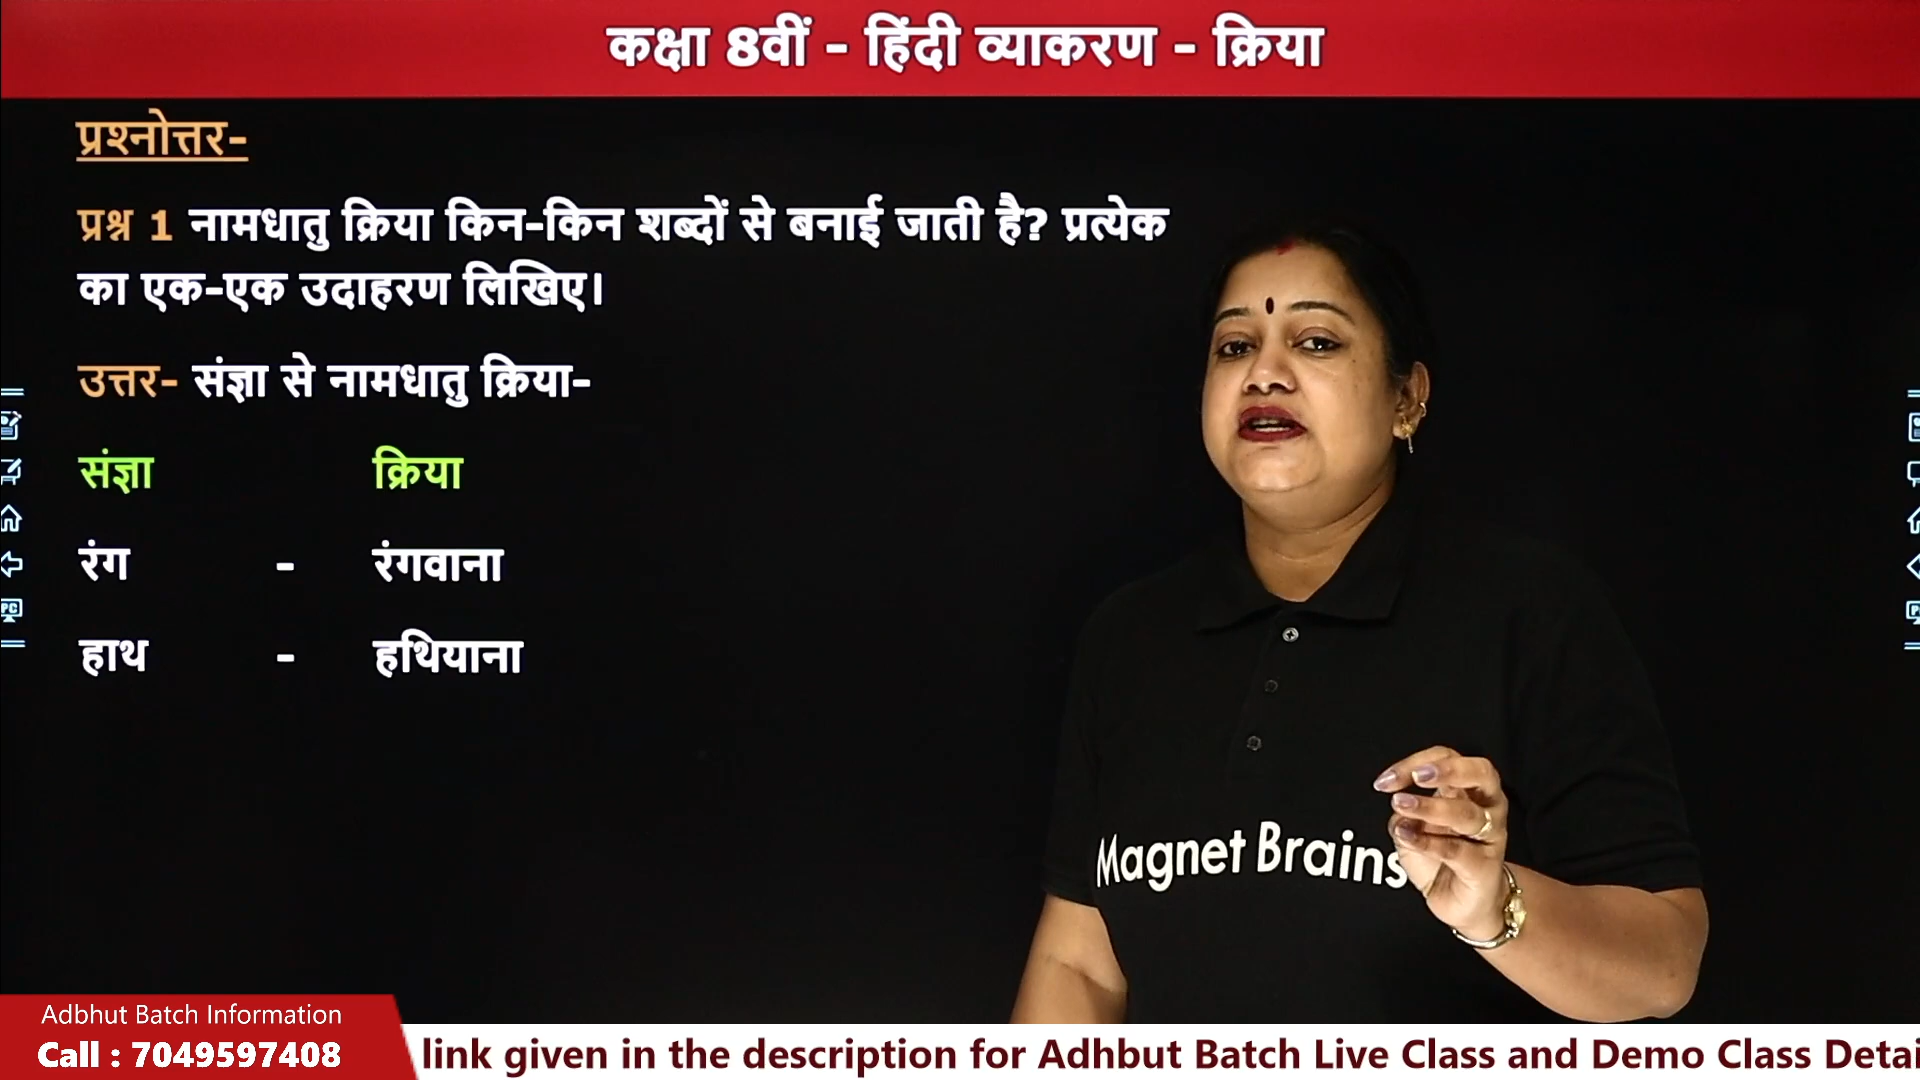 कक्षा 8वीं - हिंदी व्याकरण - क्रिया
प्रश्नोत्तर-
प्रश्न 1 नामधातु क्रिया किन-किन शब्दों से बनाई जाती है? प्रत्येक
का एक-एक उदाहरण लिखिए।
उत्तर- संज्ञा से नामधातु क्रिया-
संज्ञा क्रिया
रंग - रंगवाना
हाथ - हथियाना
Magnet Brains
Adbhut Batch Information
Call : 7049597408
link given in the description for Adhbut Batch Live Class and Demo Class Detai